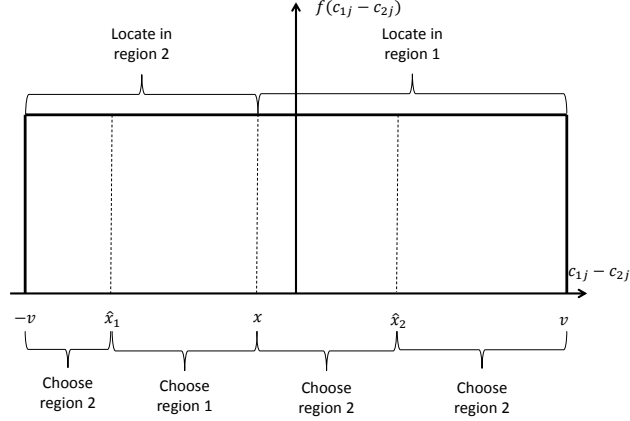 f(c₁ⱼ − c₂ⱼ)
Locate in
region 2
Locate in
region 1
c₁ⱼ − c₂ⱼ
−v
x̂₁
x
x̂₂
v
Choose
region 2
Choose
region 1
Choose
region 2
Choose
region 2